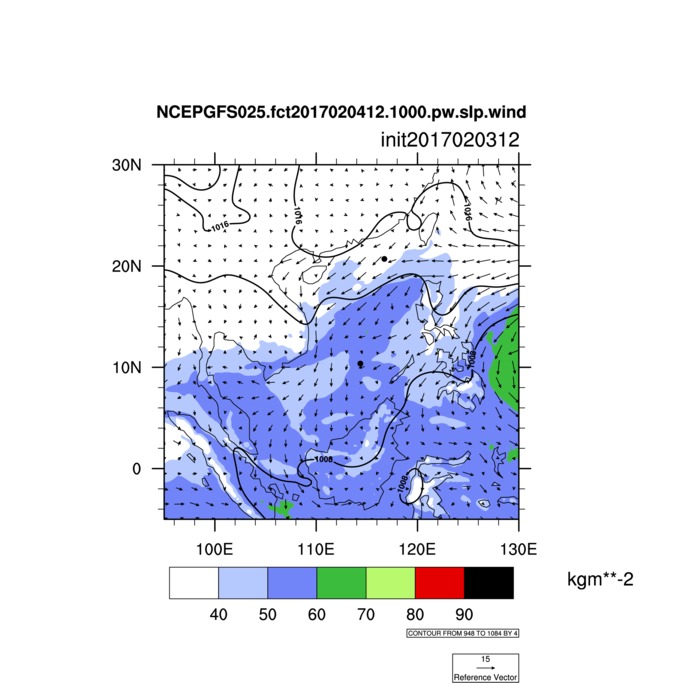 NCEPGFS025.fct2017020412.1000.pw.slp.wind
init2017020312
30N
20N
10N
0
1016
1016
1016
1008
1008
1008
100E 110E 120E 130E
kgm**-2
40 50 60 70 80 90
CONTOUR FROM 948 TO 1084 BY 4
15
Reference Vector